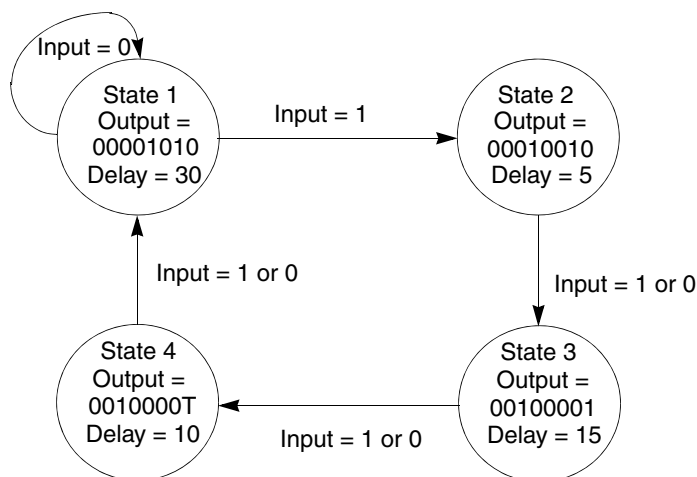 Input = 0
State 1
Output =
00001010
Delay = 30
Input = 1
State 2
Output =
00010010
Delay = 5
Input = 1 or 0
Input = 1 or 0
State 4
Output =
0010000T
Delay = 10
Input = 1 or 0
State 3
Output =
00100001
Delay = 15